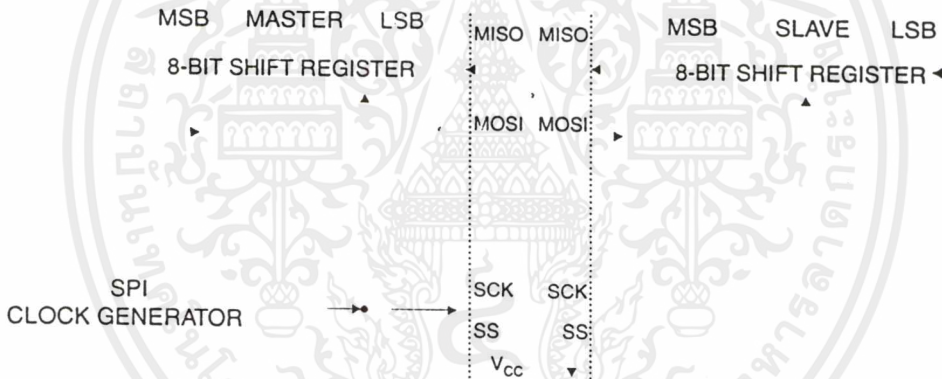 MSB MASTER LSB MISO MISO MSB SLAVE LSB
8-BIT SHIFT REGISTER 8-BIT SHIFT REGISTER
MOSI MOSI
SPI SCK SCK
CLOCK GENERATOR
SS SS
VCC